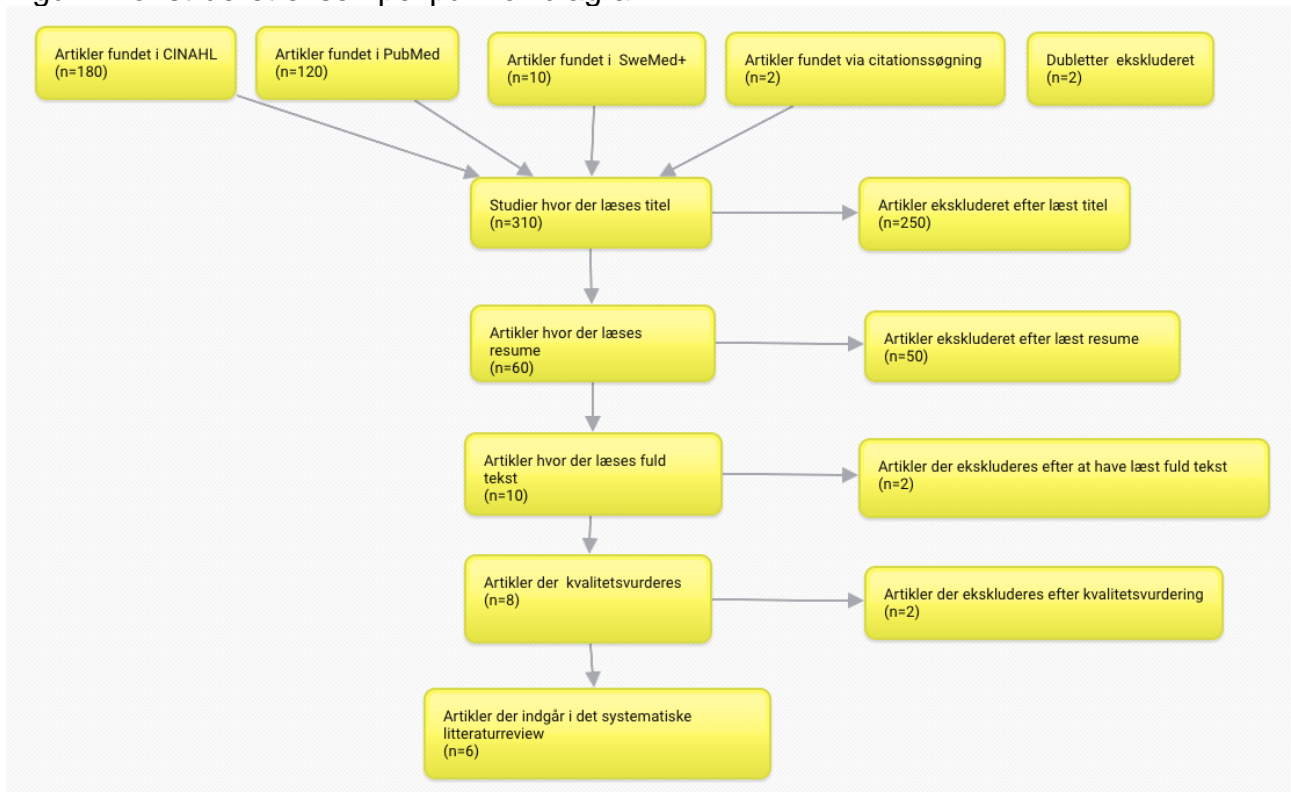 Artikler fundet i CINAHL
(n=180)
Artikler fundet i PubMed
(n=120)
Artikler fundet i SweMed+
(n=10)
Artikler fundet via citationssøgning
(n=2)
Dubletter ekskluderet
(n=2)
Studier hvor der læses titel
(n=310)
Artikler ekskluderet efter læst titel
(n=250)
Artikler hvor der læses
resume
(n=60)
Artikler ekskluderet efter læst resume
(n=50)
Artikler hvor der læses fuld
tekst
(n=10)
Artikler der ekskluderes efter at have læst fuld tekst
(n=2)
Artikler der kvalitetsvurderes
(n=8)
Artikler der ekskluderes efter kvalitetsvurdering
(n=2)
Artikler der indgår i det systematiske
litteraturreview
(n=6)